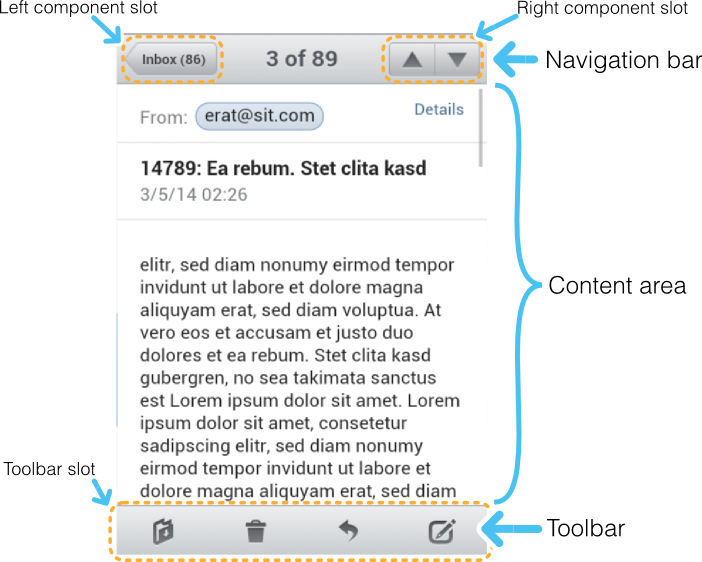 Left component slot
Right component slot
Inbox (86)
3 of 89
Navigation bar
From: erat@sit.com
Details
14789: Ea rebum. Stet clita kasd
3/5/14 02:26
elitr, sed diam nonumy eirmod tempor
invidunt ut labore et dolore magna
aliquyam erat, sed diam voluptua. At
vero eos et accusam et justo duo
dolores et ea rebum. Stet clita kasd
gubergren, no sea takimata sanctus
est Lorem ipsum dolor sit amet. Lorem
ipsum dolor sit amet, consetetur
sadipscing elitr, sed diam nonumy
eirmod tempor invidunt ut labore et
dolore magna aliquyam erat, sed diam
Content area
Toolbar slot
Toolbar